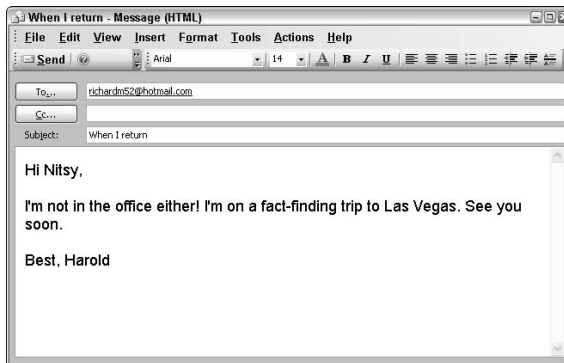 When I return - Message (HTML)
File Edit View Insert Format Tools Actions Help
Send Arial 14 A B I U
To... richardm52@hotmail.com
Cc...
Subject: When I return
Hi Nitsy,
I'm not in the office either! I'm on a fact-finding trip to Las Vegas. See you
soon.
Best, Harold